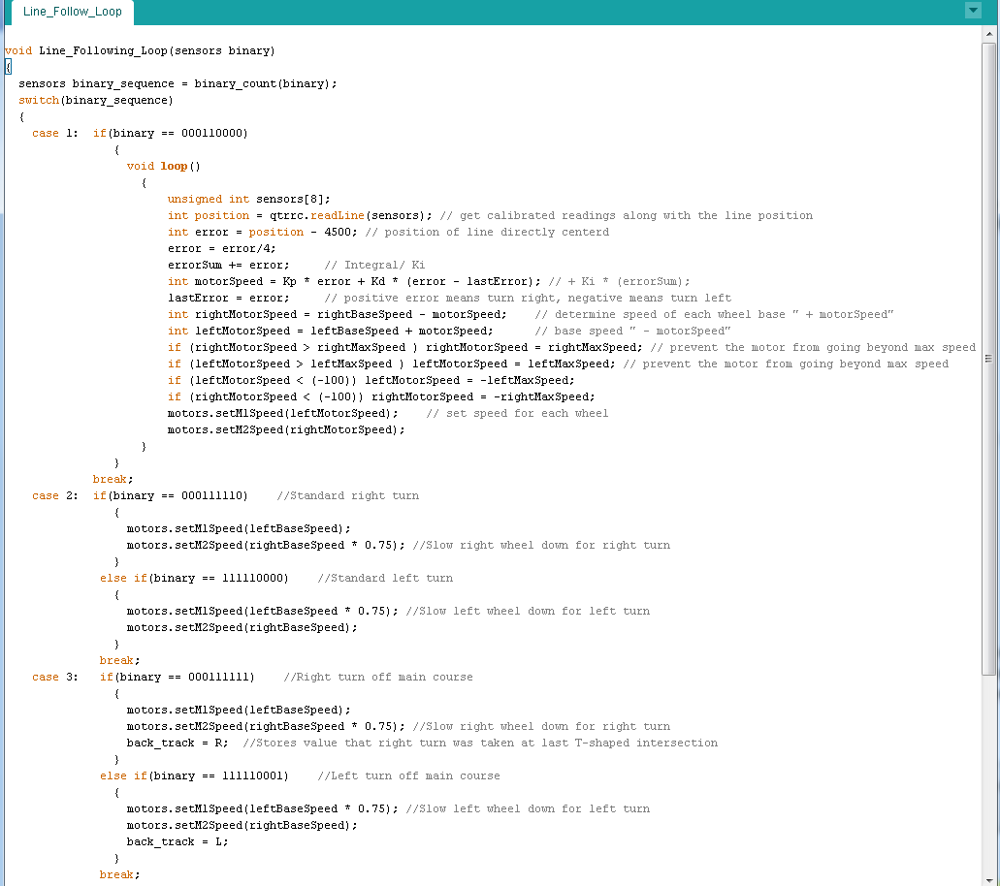 Line_Follow_Loop
void Line_Following_Loop(sensors binary)
{
  sensors binary_sequence = binary_count(binary);
  switch(binary_sequence)
  {
    case 1:  if(binary == 000110000)
                {
                  void loop()
                    {
                        unsigned int sensors[8];
                        int position = qtrrc.readLine(sensors); // get calibrated readings along with the line position
                        int error = position - 4500; // position of line directly centerd
                        error = error/4;
                        errorSum += error;     // Integral/ Ki
                        int motorSpeed = Kp * error + Kd * (error - lastError); // + Ki * (errorSum);
                        lastError = error;     // positive error means turn right, negative means turn left
                        int rightMotorSpeed = rightBaseSpeed - motorSpeed;    // determine speed of each wheel base " + motorSpeed"
                        int leftMotorSpeed = leftBaseSpeed + motorSpeed;      // base speed " - motorSpeed"
                        if (rightMotorSpeed > rightMaxSpeed ) rightMotorSpeed = rightMaxSpeed; // prevent the motor from going beyond max speed
                        if (leftMotorSpeed > leftMaxSpeed ) leftMotorSpeed = leftMaxSpeed; // prevent the motor from going beyond max speed
                        if (leftMotorSpeed < (-100)) leftMotorSpeed = -leftMaxSpeed;
                        if (rightMotorSpeed < (-100)) rightMotorSpeed = -rightMaxSpeed;
                        motors.setM1Speed(leftMotorSpeed);    // set speed for each wheel
                        motors.setM2Speed(rightMotorSpeed);
                    }
                }
             break;
    case 2:  if(binary == 000111110)    //Standard right turn
                {
                  motors.setM1Speed(leftBaseSpeed);
                  motors.setM2Speed(rightBaseSpeed * 0.75); //Slow right wheel down for right turn
                }
              else if(binary == 111110000)    //Standard left turn
                {
                  motors.setM1Speed(leftBaseSpeed * 0.75); //Slow left wheel down for left turn
                  motors.setM2Speed(rightBaseSpeed);
                }
              break;
    case 3:   if(binary == 000111111)    //Right turn off main course
                {
                  motors.setM1Speed(leftBaseSpeed);
                  motors.setM2Speed(rightBaseSpeed * 0.75); //Slow right wheel down for right turn
                  back_track = R;  //Stores value that right turn was taken at last T-shaped intersection
                }
              else if(binary == 111110001)    //Left turn off main course
                {
                  motors.setM1Speed(leftBaseSpeed * 0.75); //Slow left wheel down for left turn
                  motors.setM2Speed(rightBaseSpeed);
                  back_track = L;
                }
              break;